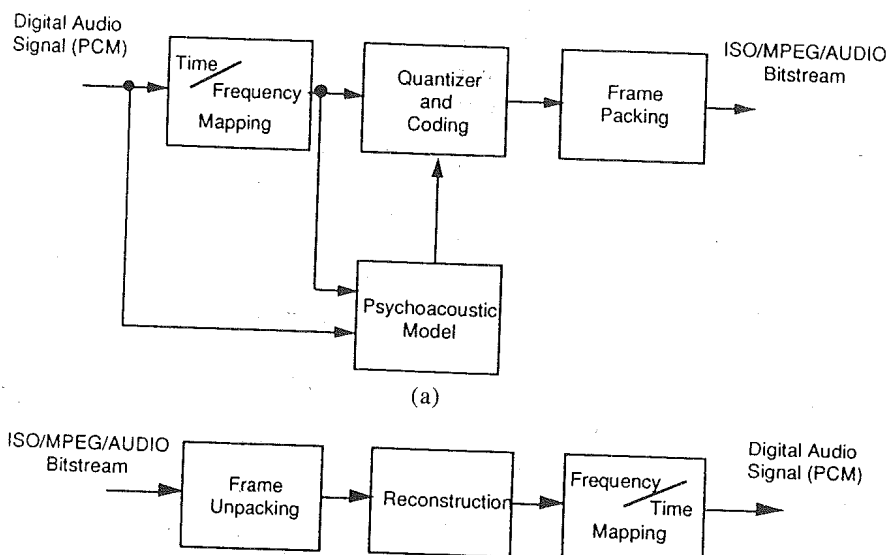 Digital Audio
Signal (PCM)
Time
Frequency
Mapping
Quantizer
and
Coding
Frame
Packing
ISO/MPEG/AUDIO
Bitstream
Psychoacoustic
Model
(a)
ISO/MPEG/AUDIO
Bitstream
Frame
Unpacking
Reconstruction
Frequency
Time
Mapping
Digital Audio
Signal (PCM)